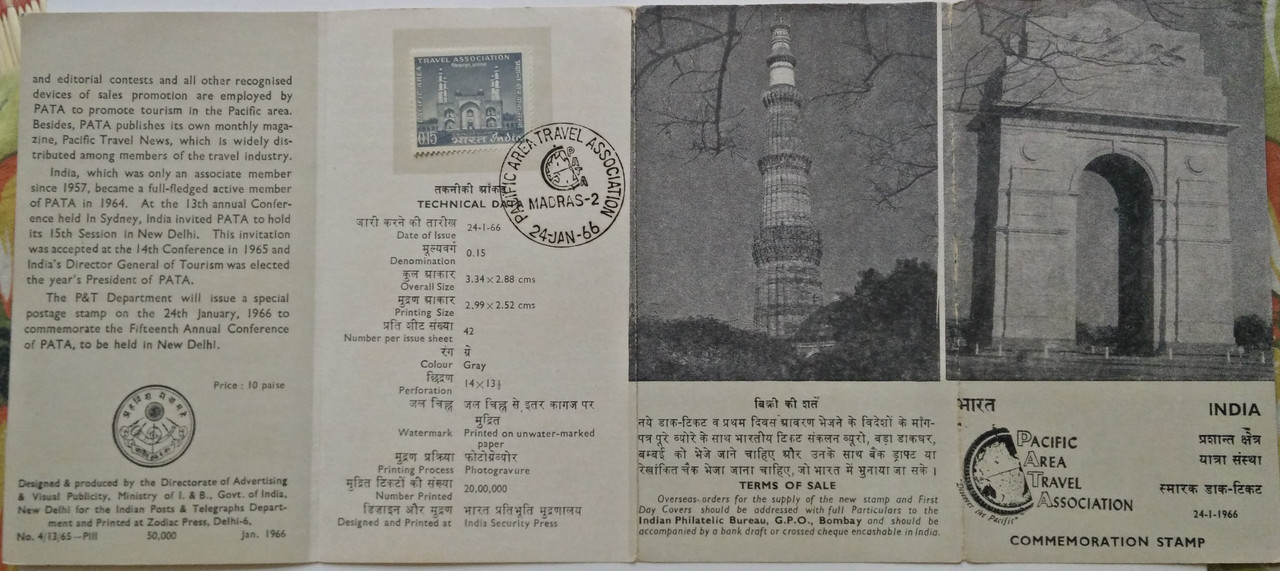 and editorial contests and all other recognised
devices of sales promotion are employed by
PATA to promote tourism in the Pacific area.
Besides, PATA publishes its own monthly maga-
zine, Pacific Travel News, which is widely dis-
tributed among members of the travel industry.
India, which was only an associate member
since 1957, became a full-fledged active member
of PATA in 1964. At the 13th annual Confer-
ence held in Sydney, India invited PATA to hold
its 15th Session in Delhi. This invitation
was accepted at the 14th Conference in 1965 and
India's Director General of Tourism was elected
the year's President of PATA.
The P&T Department will issue a special
postage stamp on the 24th January, 1966 to
commemorate the Fifteenth Annual Conference
of PATA, to be held in New Delhi.
Price : 10 paise
Designed & produced by the Directorate of Advertising
& Visual Publicity, Ministry of I. & B., Govt. of India,
New Delhi for the Indian Posts & Telegraphs Depart-
ment and Printed at Zodiac Press, Delhi-6.
No. 4/13/65—PIII 50,000 Jan. 1966
TRAVEL ASSOCIATION
0.15 भारत India
PACIFIC AREA TRAVEL ASSOCIATION
PATA
MADRAS-2
24-JAN-66
तकनीकी आंकड़े
TECHNICAL DATA
जारी करने की तारीख 24-1-66
Date of Issue
मूल्यवर्ग 0.15
Denomination
कुल आकार 3.34×2.88 cms
Overall Size
मुद्रण आकार 2.99×2.52 cms
Printing Size
प्रति शीट संख्या 42
Number per issue sheet
रंग ग्रे
Colour Gray
छिद्रण 14×13½
Perforation
जल चिह्न जल चिह्न से इतर कागज पर
मुद्रित
Watermark Printed on unwater-marked
paper
मुद्रण प्रक्रिया फोटोग्रेव्योर
Printing Process Photogravure
मुद्रित टिकटों की संख्या 20,00,000
Number Printed
डिजाइन और मुद्रण भारत प्रतिभूति मुद्रणालय
Designed and Printed at India Security Press
बिक्री की शर्तें
नये डाक-टिकट व प्रथम दिवस आवरण भेजने के विदेशों के माँग-
पत्र पूरे ब्योरे के साथ भारतीय टिकट संकलन ब्यूरो, बड़ा डाकघर,
बम्बई को भेजे जाने चाहिए और उनके साथ बैंक ड्राफ्ट या
रेखांकित चैक भेजा जाना चाहिए, जो भारत में भुनाया जा सके ।
TERMS OF SALE
Overseas-orders for the supply of the new stamp and First
Day Covers should be addressed with full Particulars to the
Indian Philatelic Bureau, G.P.O., Bombay and should be
accompanied by a bank draft or crossed cheque encashable in India.
भारत INDIA
PACIFIC
AREA
TRAVEL
ASSOCIATION
प्रशान्त क्षेत्र
यात्रा संस्था
स्मारक डाक-टिकट
24-1-1966
COMMEMORATION STAMP